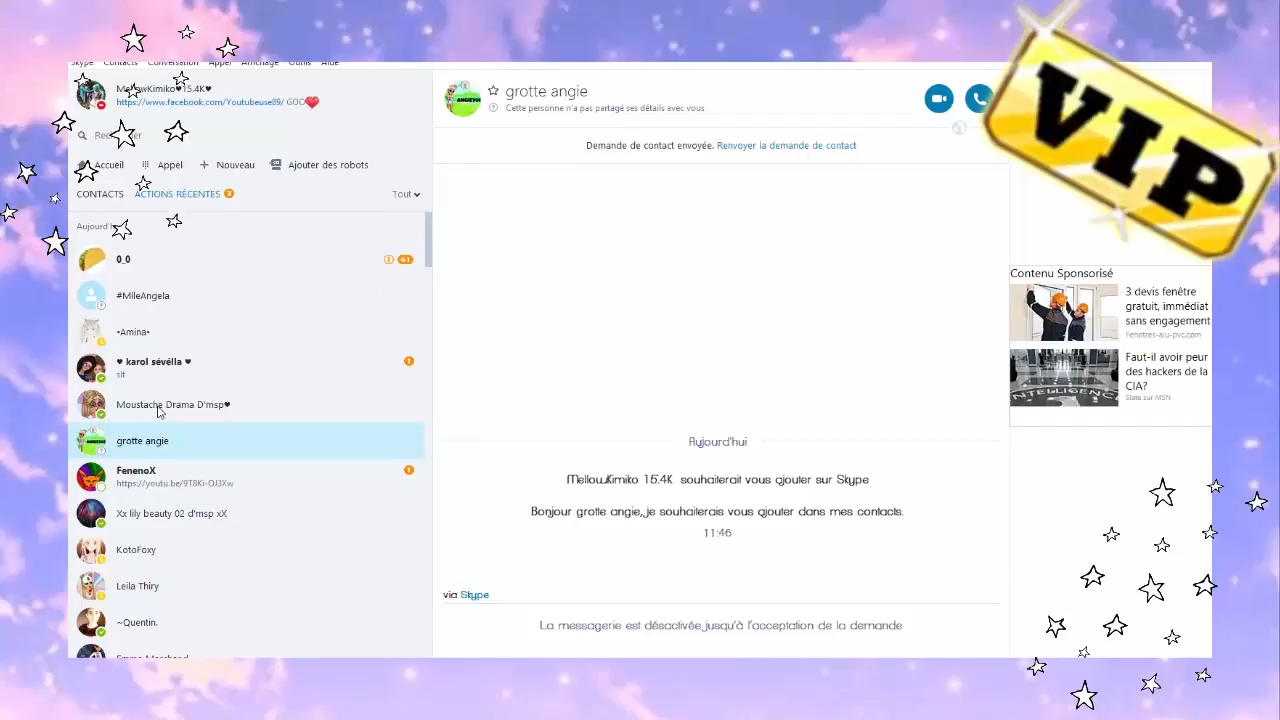 Skype Contacts Conversation Appel Affichage Outils Aide
MellowKimiko♥15.4K♥
https://www.facebook.com/Youtubeuse89/ GOO❤
Accueil
Appel
Nouveau
Ajouter des robots
CONTACTS
ACTIONS RÉCENTES 3
Tout
Aujourd'h
0_0
61
#MlleAngela
•Amina•
♥ karol sévélla ♥
1
slt
Moustache Drama D'msp♥
grotte angie
FenenoX
1
https://youtu.be/9T8Ki-OJ3Xw
Xx lily beauty 02 d'msp xX
KotoFoxy
Leila Thiry
~Quentin.
ANGIE
grotte angie
Cette personne n'a pas partagé ses détails avec vous
Demande de contact envoyée. Renvoyer la demande de contact
Aujourd'hui
MellowKimiko 15.4K souhaiterait vous ajouter sur Skype
Bonjour grotte angie, je souhaiterais vous ajouter dans mes contacts.
11:46
via Skype
La messagerie est désactivée jusqu'à l'acceptation de la demande
VIP
Contenu Sponsorisé
3 devis fenêtre
gratuit, immédiat
sans engagement
Fenetres-alu-pvc.com
Faut-il avoir peur
des hackers de la
CIA?
Slate sur MSN